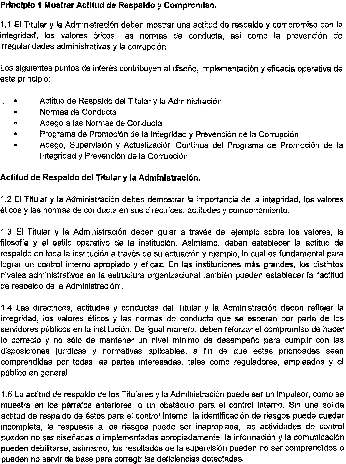 Principio 1 Mostrar Actitud de Respaldo y Compromiso.
1.1 El Titular y la Administración deben mostrar una actitud de respaldo y compromiso con la
integridad, los valores éticos, las normas de conducta, así como la prevención de
irregularidades administrativas y la corrupción.
Los siguientes puntos de interés contribuyen al diseño, implementación y eficacia operativa de
este principio:
• Actitud de Respaldo del Titular y la Administración
• Normas de Conducta
• Apego a las Normas de Conducta
• Programa de Promoción de la Integridad y Prevención de la Corrupción
• Apego, Supervisión y Actualización Continua del Programa de Promoción de la
Integridad y Prevención de la Corrupción
Actitud de Respaldo del Titular y la Administración.
1.2 El Titular y la Administración deben demostrar la importancia de la integridad, los valores
éticos y las normas de conducta en sus directrices, actitudes y comportamiento.
1.3 El Titular y la Administración deben guiar a través del ejemplo sobre los valores, la
filosofía y el estilo operativo de la institución. Asimismo, deben establecer la actitud de
respaldo en toda la institución a través de su actuación y ejemplo, lo cual es fundamental para
lograr un control interno apropiado y eficaz. En las instituciones más grandes, los distintos
niveles administrativos en la estructura organizacional también pueden establecer la "actitud
de respaldo de la Administración".
1.4 Las directrices, actitudes y conductas del Titular y la Administración deben reflejar la
integridad, los valores éticos y las normas de conducta que se esperan por parte de los
servidores públicos en la institución. De igual manera, deben reforzar el compromiso de hacer
lo correcto y no sólo de mantener un nivel mínimo de desempeño para cumplir con las
disposiciones jurídicas y normativas aplicables, a fin de que estas prioridades sean
comprendidas por todas las partes interesadas, tales como reguladores, empleados y el
público en general.
1.5 La actitud de respaldo de los Titulares y la Administración puede ser un impulsor, como se
muestra en los párrafos anteriores, o un obstáculo para el control interno. Sin una sólida
actitud de respaldo de éstos para el control interno, la identificación de riesgos puede quedar
incompleta, la respuesta a los riesgos puede ser inapropiada, las actividades de control
pueden no ser diseñadas o implementadas apropiadamente, la información y la comunicación
pueden debilitarse; asimismo, los resultados de la supervisión pueden no ser comprendidos o
pueden no servir de base para corregir las deficiencias detectadas.